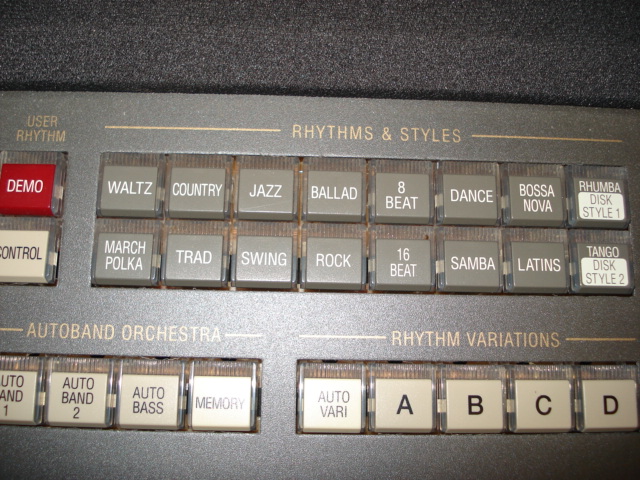 USER
RHYTHM
RHYTHMS & STYLES
DEMO
WALTZ
COUNTRY
JAZZ
BALLAD
8
BEAT
DANCE
BOSSA
NOVA
RHUMBA
DISK
STYLE 1
CONTROL
MARCH
POLKA
TRAD
SWING
ROCK
16
BEAT
SAMBA
LATINS
TANGO
DISK
STYLE 2
AUTOBAND ORCHESTRA
RHYTHM VARIATIONS
AUTO
BAND
1
AUTO
BAND
2
AUTO
BASS
MEMORY
AUTO
VARI
A
B
C
D